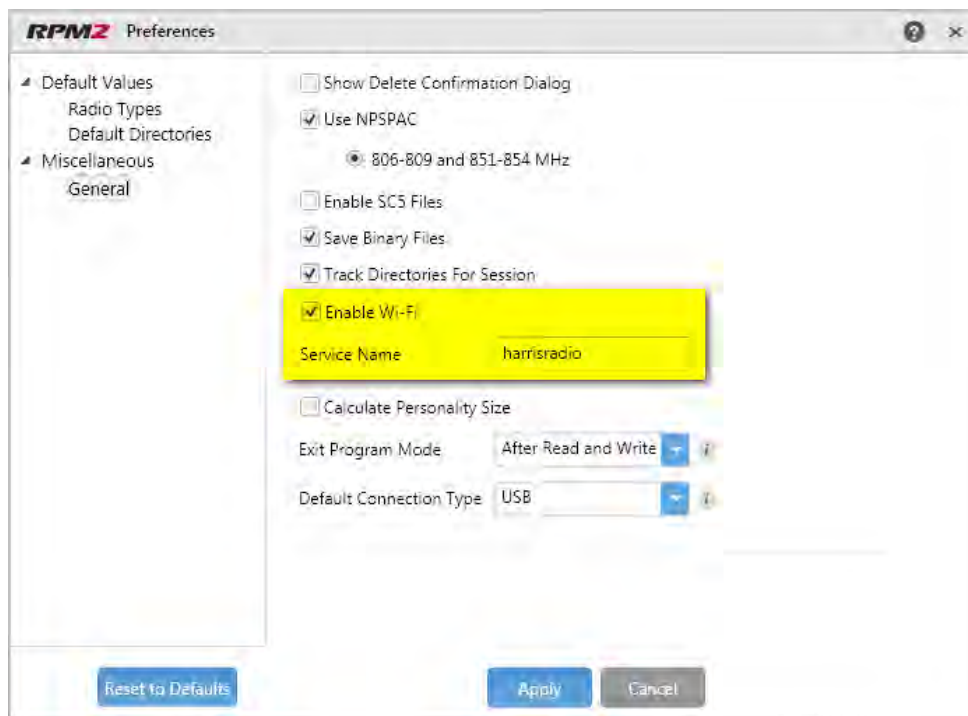 RPM2 Preferences
Default Values
Radio Types
Default Directories
Miscellaneous
General
Show Delete Confirmation Dialog
Use NPSPAC
806-809 and 851-854 MHz
Enable SC5 Files
Save Binary Files
Track Directories For Session
Enable Wi-Fi
Service Name harrisradio
Calculate Personality Size
Exit Program Mode After Read and Write i
Default Connection Type USB i
Reset to Defaults Apply Cancel